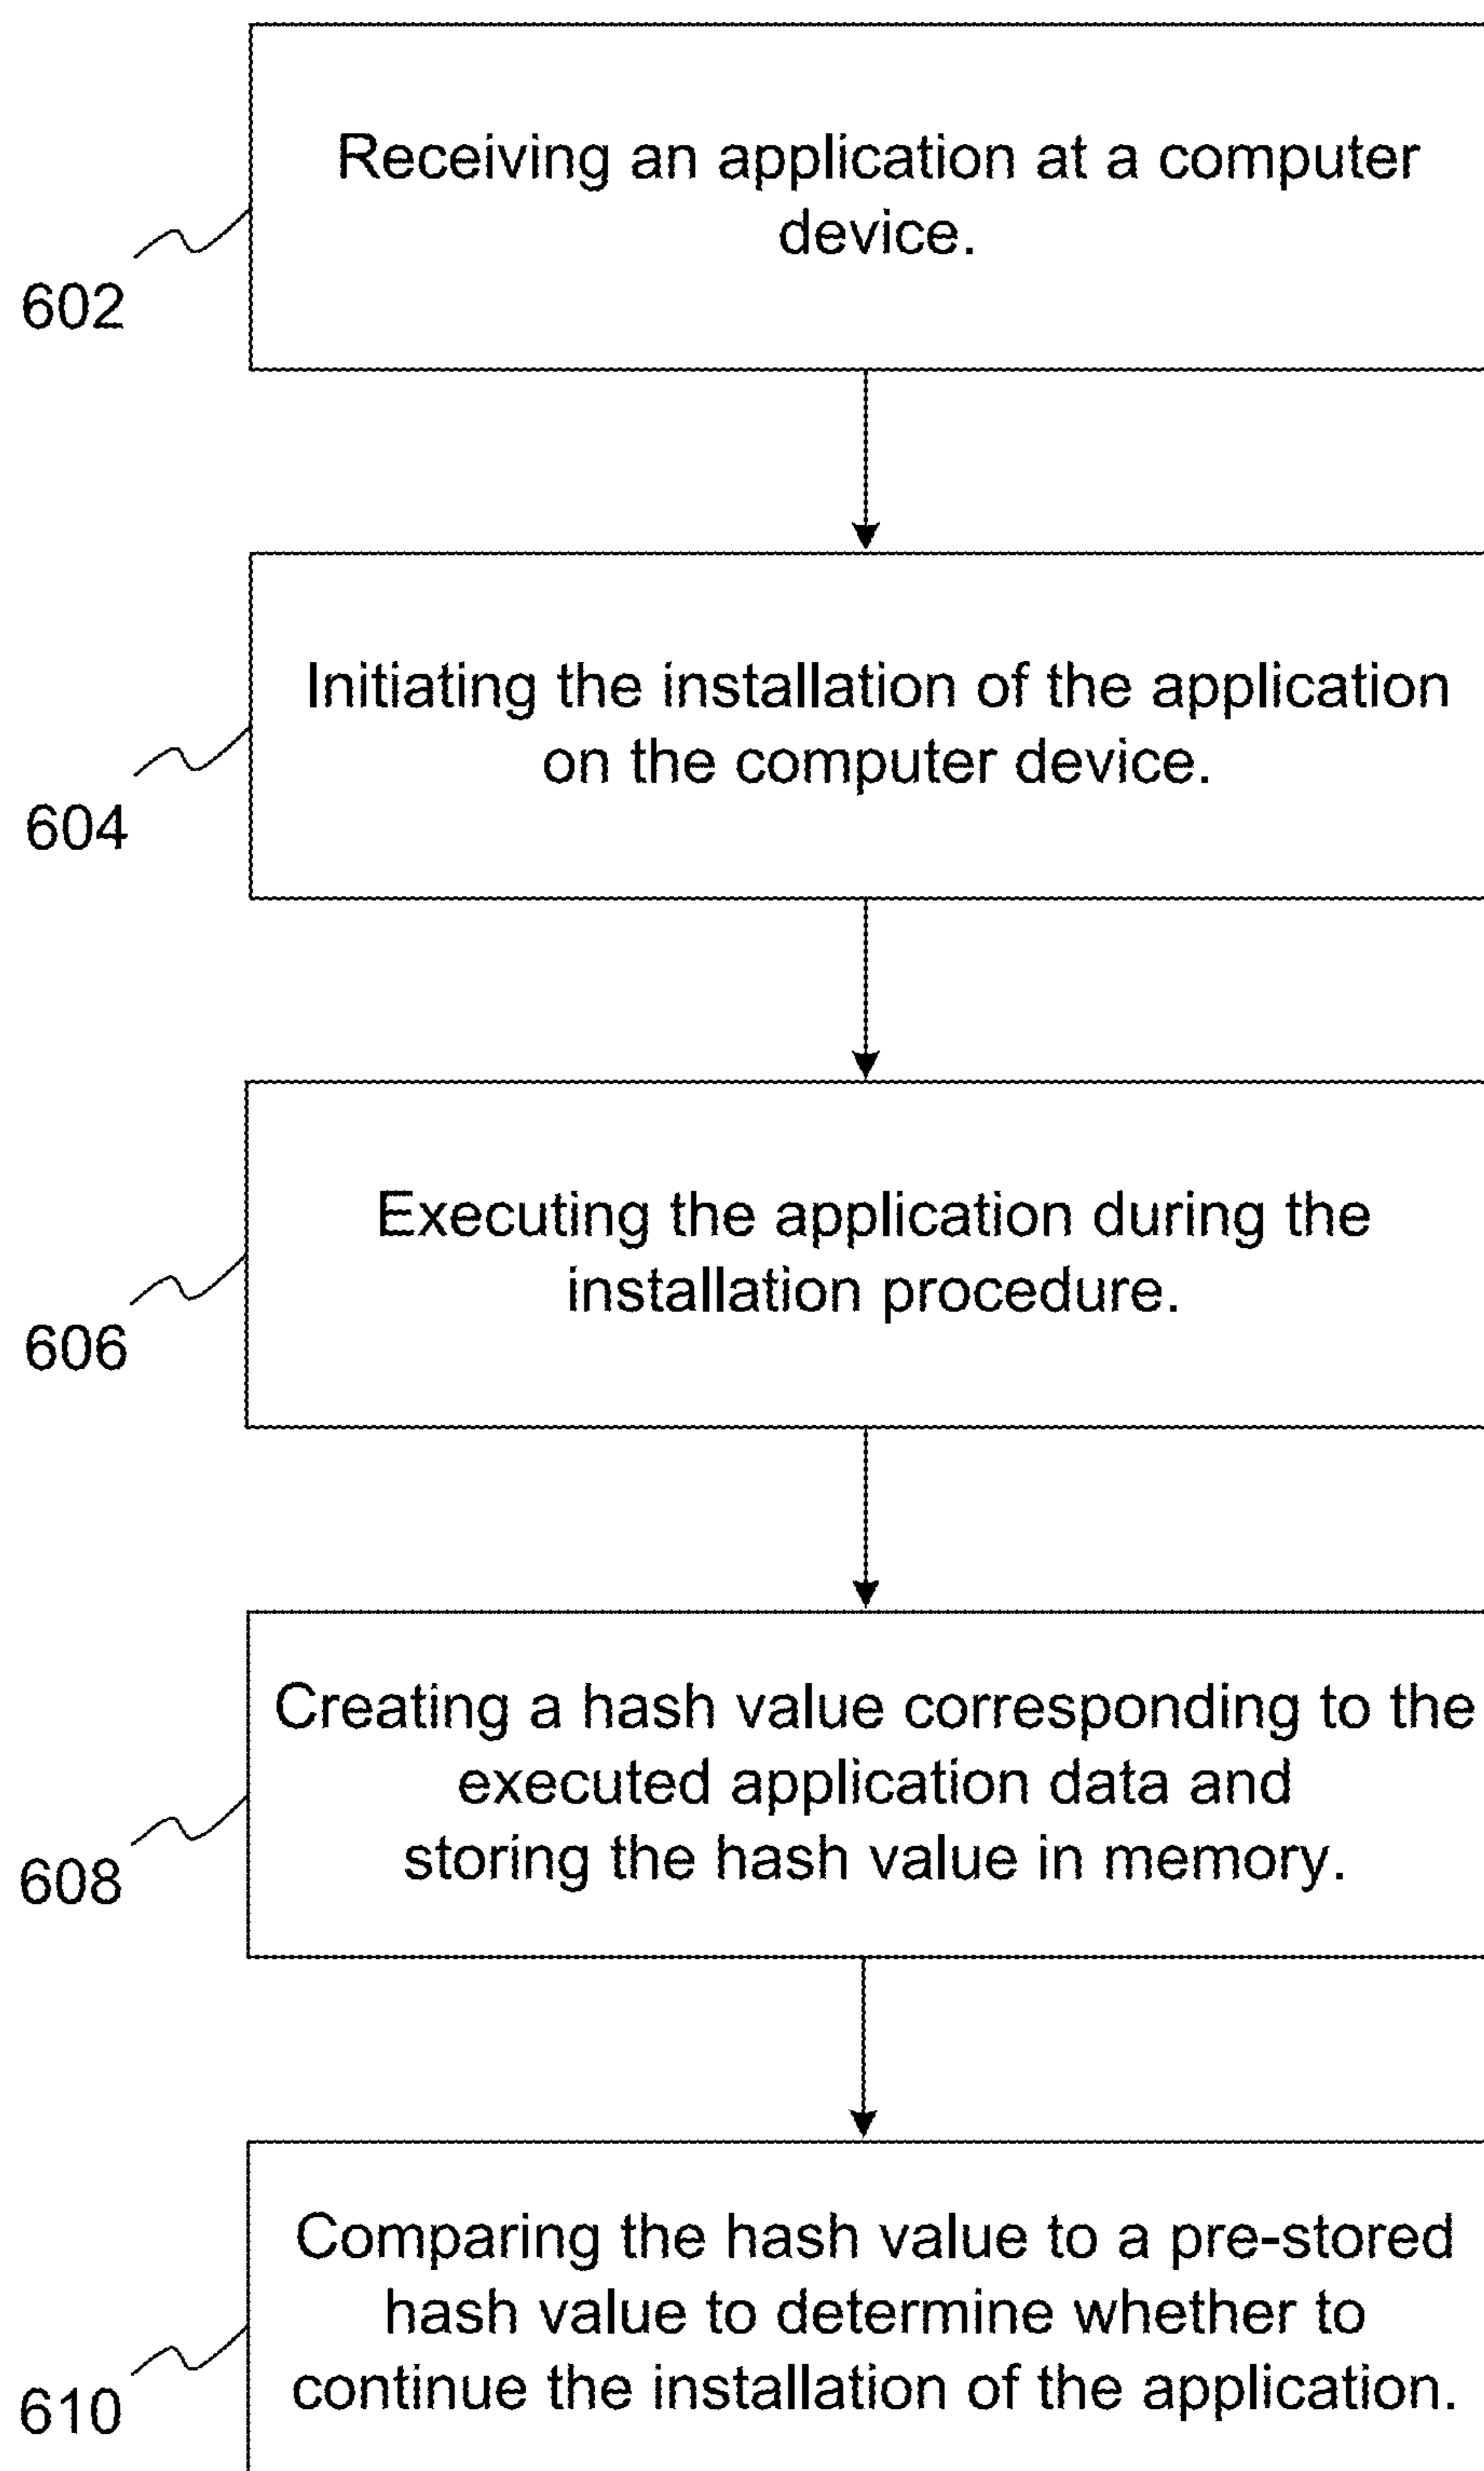 Receiving an application at a computer
device.
602
Initiating the installation of the application
on the computer device.
604
Executing the application during the
installation procedure.
606
Creating a hash value corresponding to the
executed application data and
storing the hash value in memory.
608
Comparing the hash value to a pre-stored
hash value to determine whether to
continue the installation of the application.
610